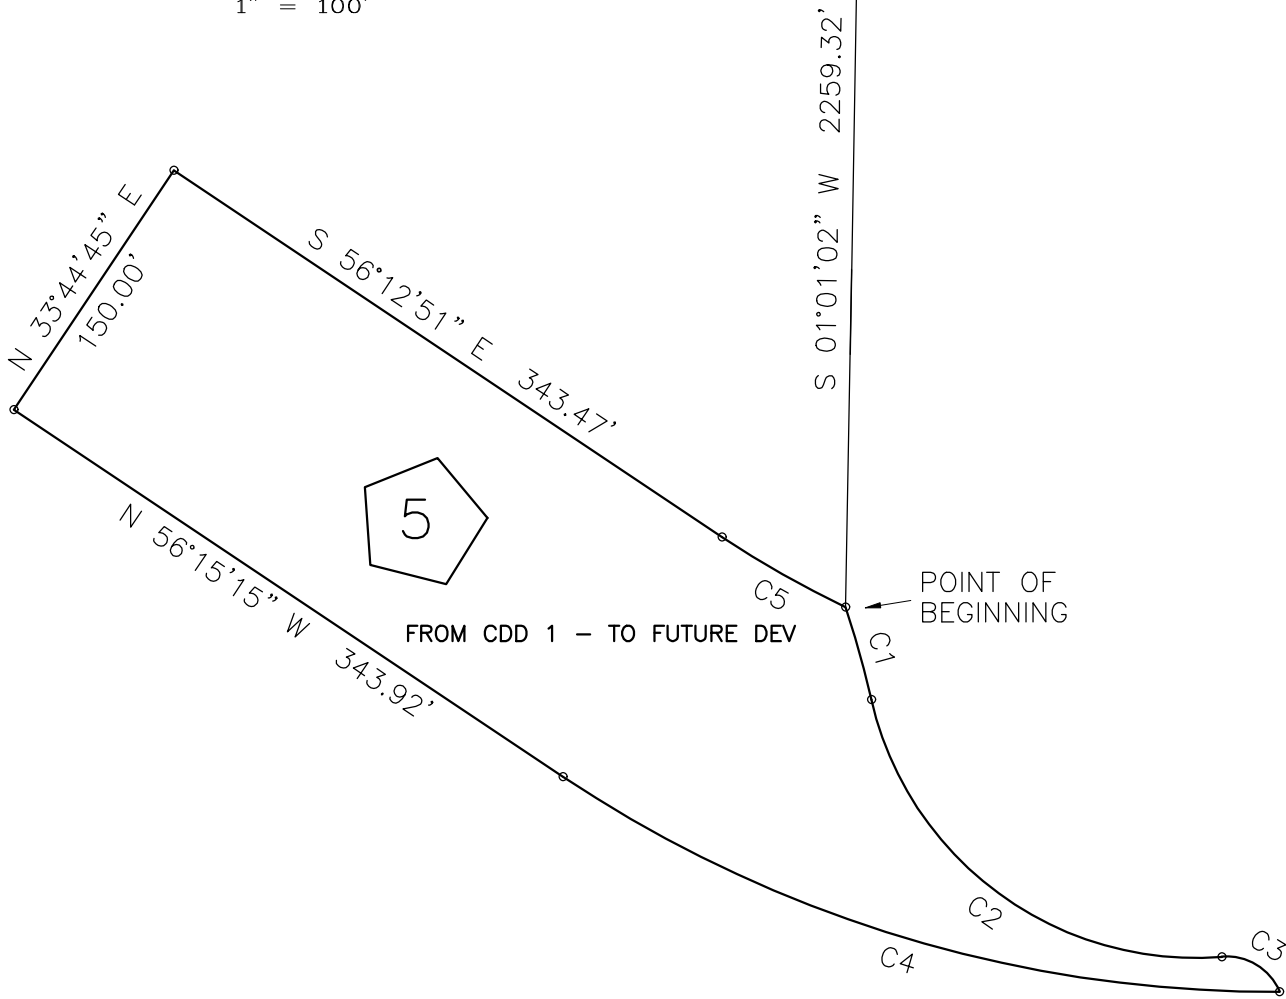 1" = 100'
S 01°01'02" W 2259.32'
N 33°44'45" E
150.00'
S 56°12'51" E 343.47'
5
N 56°15'15" W 343.92'
FROM CDD 1 – TO FUTURE DEV
C5
POINT OF
BEGINNING
C1
C2
C3
C4